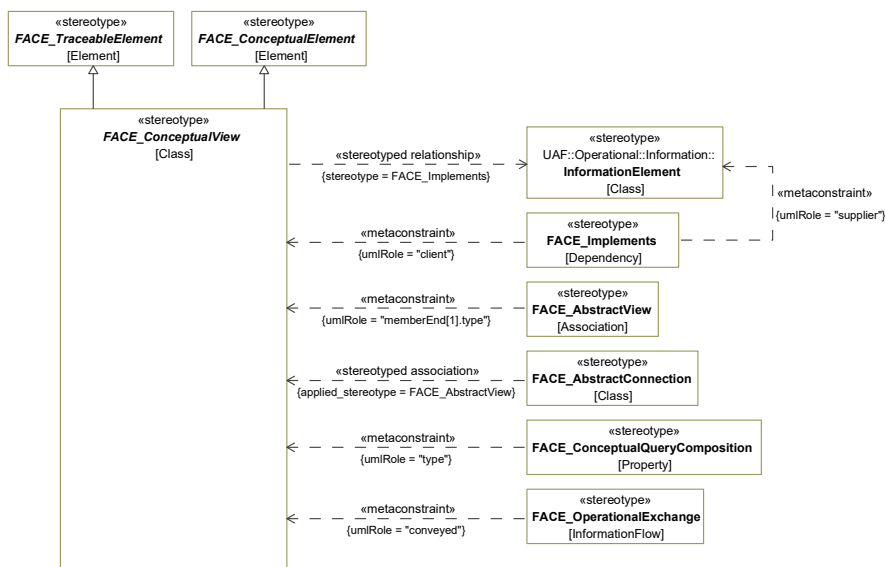 «stereotype»
FACE_TraceableElement
[Element]
«stereotype»
FACE_ConceptualElement
[Element]
«stereotype»
FACE_ConceptualView
[Class]
«stereotyped relationship»
{stereotype = FACE_Implements}
«stereotype»
UAF::Operational::Information::
InformationElement
[Class]
«metaconstraint»
{umlRole = "supplier"}
«metaconstraint»
{umlRole = "client"}
«stereotype»
FACE_Implements
[Dependency]
«metaconstraint»
{umlRole = "memberEnd[1].type"}
«stereotype»
FACE_AbstractView
[Association]
«stereotyped association»
{applied_stereotype = FACE_AbstractView}
«stereotype»
FACE_AbstractConnection
[Class]
«metaconstraint»
{umlRole = "type"}
«stereotype»
FACE_ConceptualQueryComposition
[Property]
«metaconstraint»
{umlRole = "conveyed"}
«stereotype»
FACE_OperationalExchange
[InformationFlow]